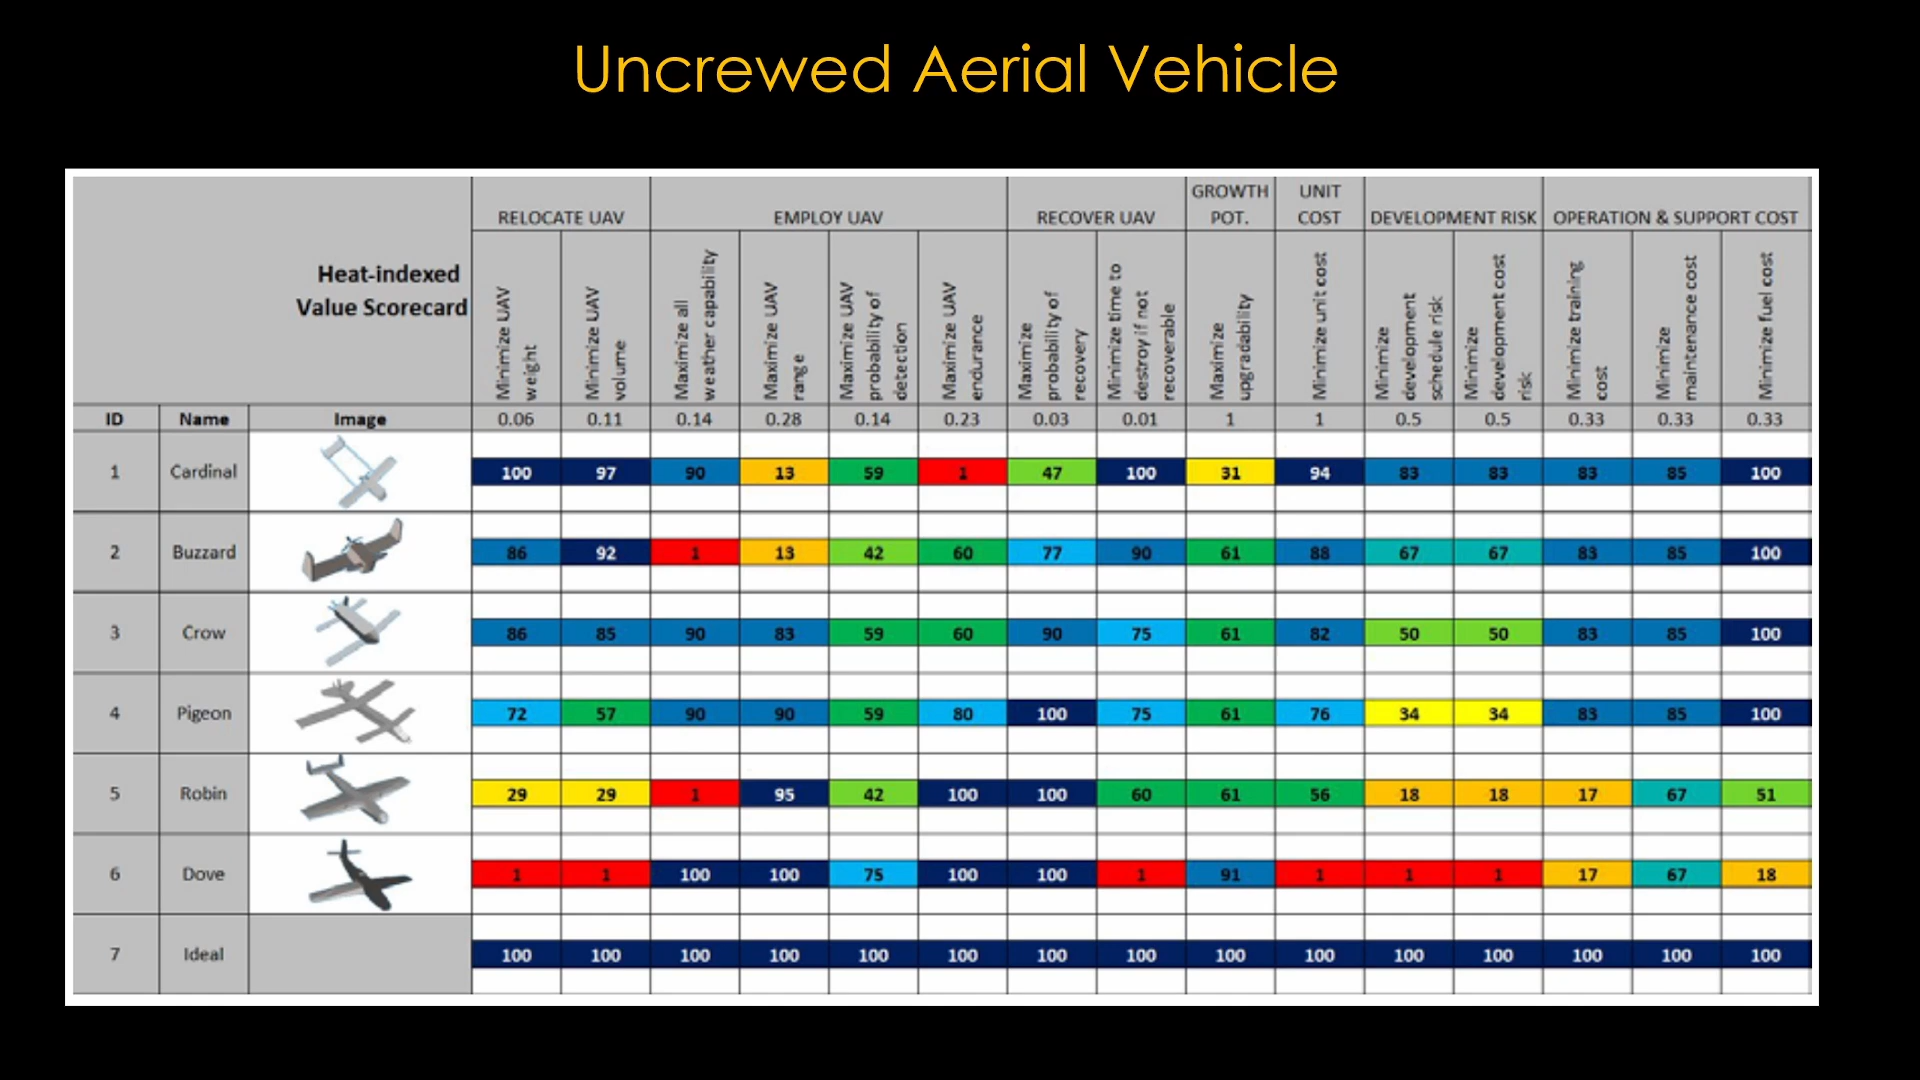 Uncrewed Aerial Vehicle
Heat-indexed
Value Scorecard
RELOCATE UAV
EMPLOY UAV
RECOVER UAV
GROWTH
POT.
UNIT
COST
DEVELOPMENT RISK
OPERATION & SUPPORT COST
Minimize UAV
weight
Minimize UAV
volume
Maximize all
weather capability
Maximize UAV
range
Maximize UAV
probability of
detection
Maximize UAV
endurance
Maximize
probability of
recovery
Minimize time to
destroy if not
recoverable
Maximize
upgradability
Minimize unit cost
Minimize
development
schedule risk
Minimize
development cost
risk
Minimize training
cost
Minimize
maintenance cost
Minimize fuel cost
ID Name Image 0.06 0.11 0.14 0.28 0.14 0.23 0.03 0.01 1 1 0.5 0.5 0.33 0.33 0.33
1 Cardinal 100 97 90 13 59 1 47 100 31 94 83 83 83 85 100
2 Buzzard 86 92 1 13 42 60 77 90 61 88 67 67 83 85 100
3 Crow 86 85 90 83 59 60 90 75 61 82 50 50 83 85 100
4 Pigeon 72 57 90 90 59 80 100 75 61 76 34 34 83 85 100
5 Robin 29 29 1 95 42 100 100 60 61 56 18 18 17 67 51
6 Dove 1 1 100 100 75 100 100 1 91 1 1 1 17 67 18
7 Ideal 100 100 100 100 100 100 100 100 100 100 100 100 100 100 100